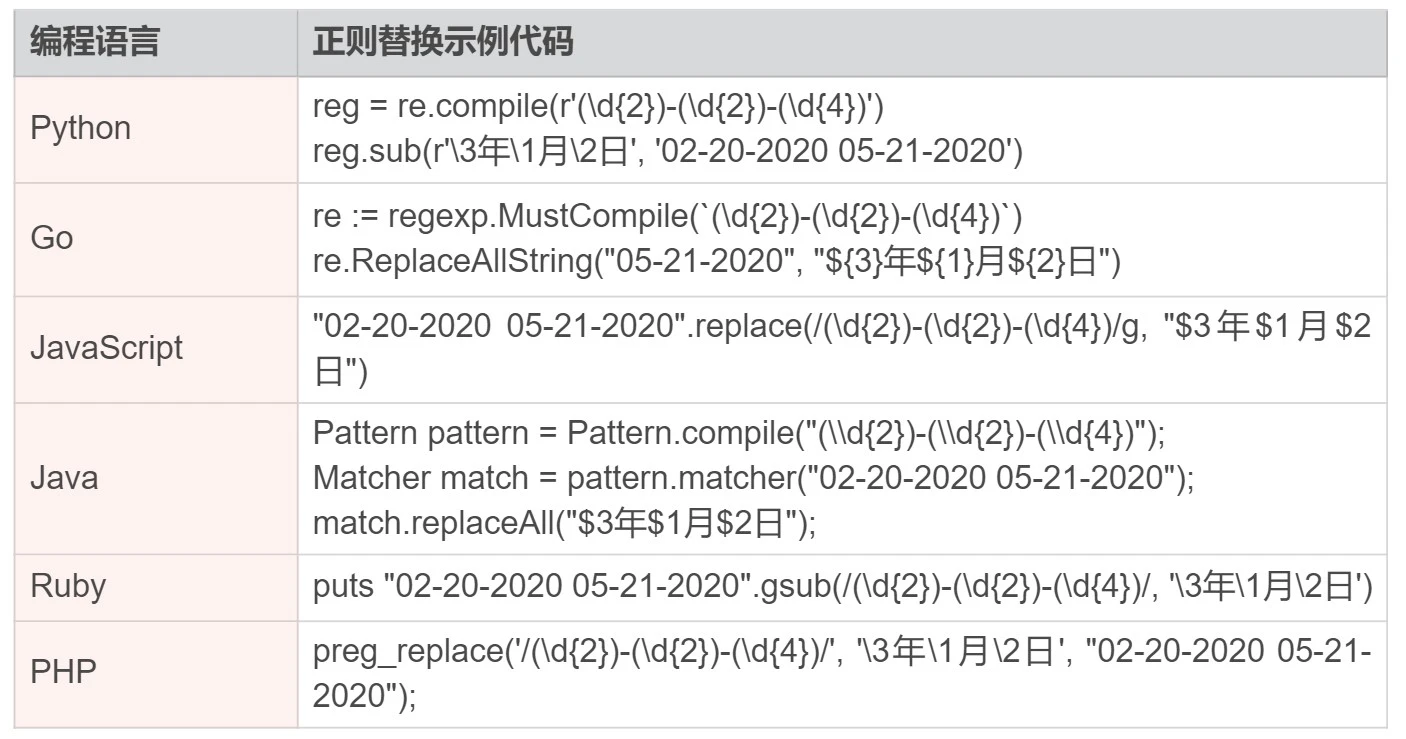 编程语言
正则替换示例代码
Python
reg = re.compile(r'(\d{2})-(\d{2})-(\d{4})')
reg.sub(r'\3年\1月\2日', '02-20-2020 05-21-2020')
Go
re := regexp.MustCompile(`(\d{2})-(\d{2})-(\d{4})`)
re.ReplaceAllString("05-21-2020", "${3}年${1}月${2}日")
JavaScript
"02-20-2020 05-21-2020".replace(/(\d{2})-(\d{2})-(\d{4})/g, "$3年$1月$2
日")
Java
Pattern pattern = Pattern.compile("(\\d{2})-(\\d{2})-(\\d{4})");
Matcher match = pattern.matcher("02-20-2020 05-21-2020");
match.replaceAll("$3年$1月$2日");
Ruby
puts "02-20-2020 05-21-2020".gsub(/(\d{2})-(\d{2})-(\d{4})/, '\3年\1月\2日')
PHP
preg_replace('/(\d{2})-(\d{2})-(\d{4})/', '\3年\1月\2日', "02-20-2020 05-21-
2020");